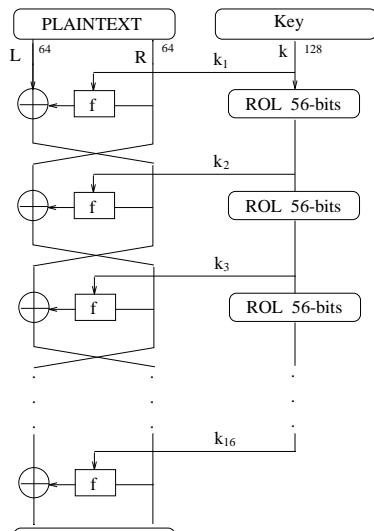 PLAINTEXT Key
L 64 R 64 k 128
k1
f ROL 56-bits
k2
f ROL 56-bits
k3
f ROL 56-bits
k16
f